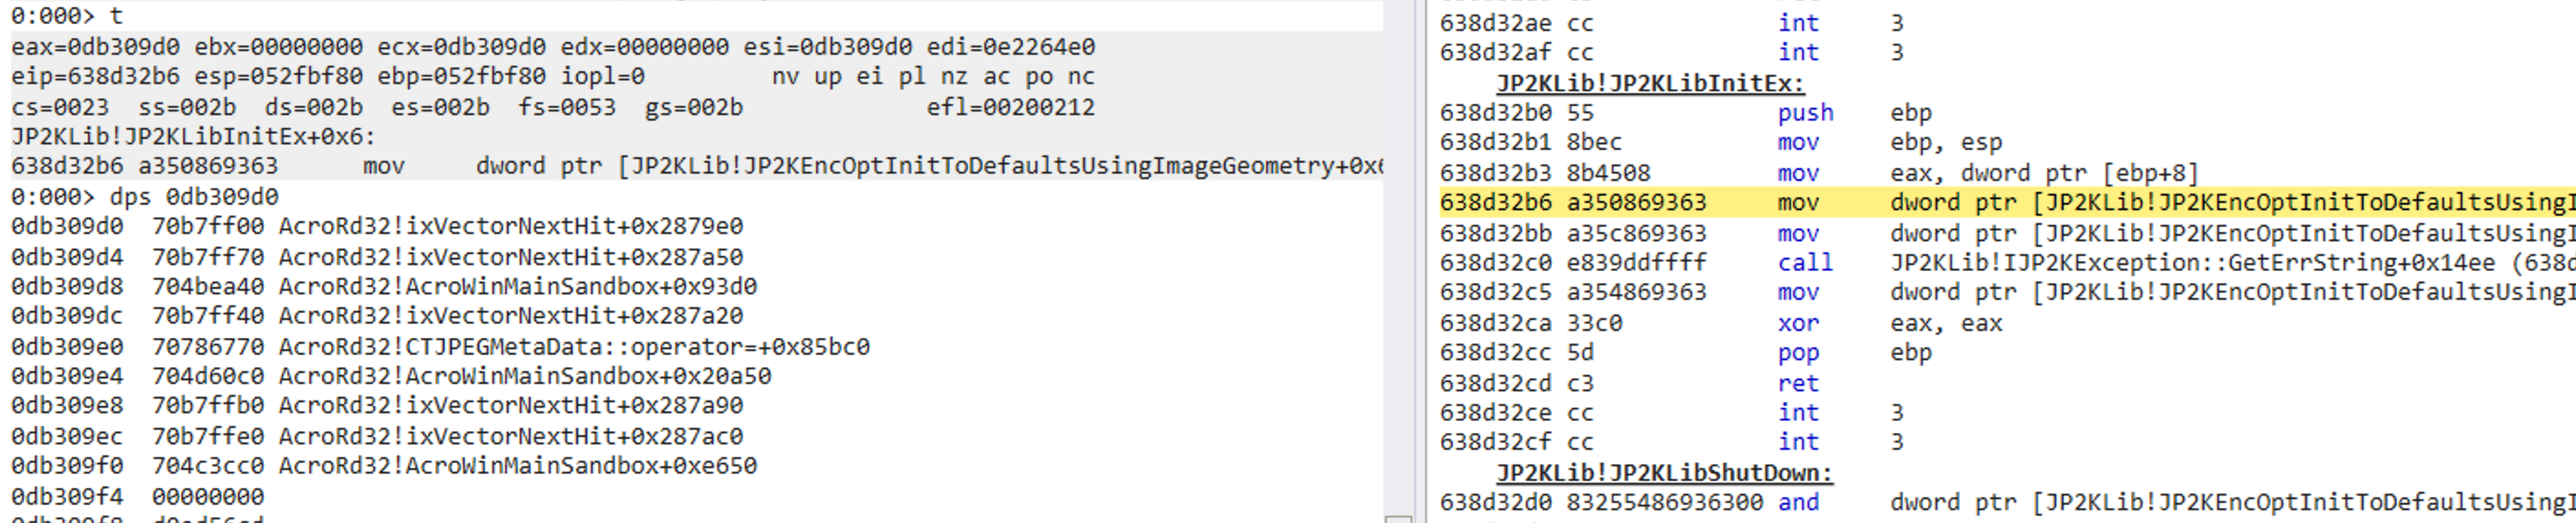 0:000> t
eax=0db309d0 ebx=00000000 ecx=0db309d0 edx=00000000 esi=0db309d0 edi=0e2264e0
eip=638d32b6 esp=052fbf80 ebp=052fbf80 iopl=0         nv up ei pl nz ac po nc
cs=0023  ss=002b  ds=002b  es=002b  fs=0053  gs=002b             efl=00200212
JP2KLib!JP2KLibInitEx+0x6:
638d32b6 a350869363      mov     dword ptr [JP2KLib!JP2KEncOptInitToDefaultsUsingImageGeometry+0x6
0:000> dps 0db309d0
0db309d0  70b7ff00 AcroRd32!ixVectorNextHit+0x2879e0
0db309d4  70b7ff70 AcroRd32!ixVectorNextHit+0x287a50
0db309d8  704bea40 AcroRd32!AcroWinMainSandbox+0x93d0
0db309dc  70b7ff40 AcroRd32!ixVectorNextHit+0x287a20
0db309e0  70786770 AcroRd32!CTJPEGMetaData::operator=+0x85bc0
0db309e4  704d60c0 AcroRd32!AcroWinMainSandbox+0x20a50
0db309e8  70b7ffb0 AcroRd32!ixVectorNextHit+0x287a90
0db309ec  70b7ffe0 AcroRd32!ixVectorNextHit+0x287ac0
0db309f0  704c3cc0 AcroRd32!AcroWinMainSandbox+0xe650
0db309f4  00000000
638d32ae cc              int     3
638d32af cc              int     3
JP2KLib!JP2KLibInitEx:
638d32b0 55              push    ebp
638d32b1 8bec            mov     ebp, esp
638d32b3 8b4508          mov     eax, dword ptr [ebp+8]
638d32b6 a350869363      mov     dword ptr [JP2KLib!JP2KEncOptInitToDefaultsUsingI
638d32bb a35c869363      mov     dword ptr [JP2KLib!JP2KEncOptInitToDefaultsUsingI
638d32c0 e839ddffff      call    JP2KLib!IJP2KException::GetErrString+0x14ee (638d
638d32c5 a354869363      mov     dword ptr [JP2KLib!JP2KEncOptInitToDefaultsUsingI
638d32ca 33c0            xor     eax, eax
638d32cc 5d              pop     ebp
638d32cd c3              ret
638d32ce cc              int     3
638d32cf cc              int     3
JP2KLib!JP2KLibShutDown:
638d32d0 83255486936300  and     dword ptr [JP2KLib!JP2KEncOptInitToDefaultsUsingI